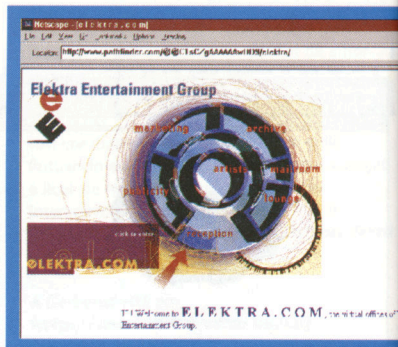 Netscape - [elektra.com]
File Edit View Go Bookmarks Options Directory
Location: http://www.pathfinder.com/
Elektra Entertainment Group
marketing archive
artists mailroom
publicity lounge
reception
click to enter
eLEKTRA.COM
Welcome to ELEKTRA.COM, the virtual offices of
Entertainment Group.